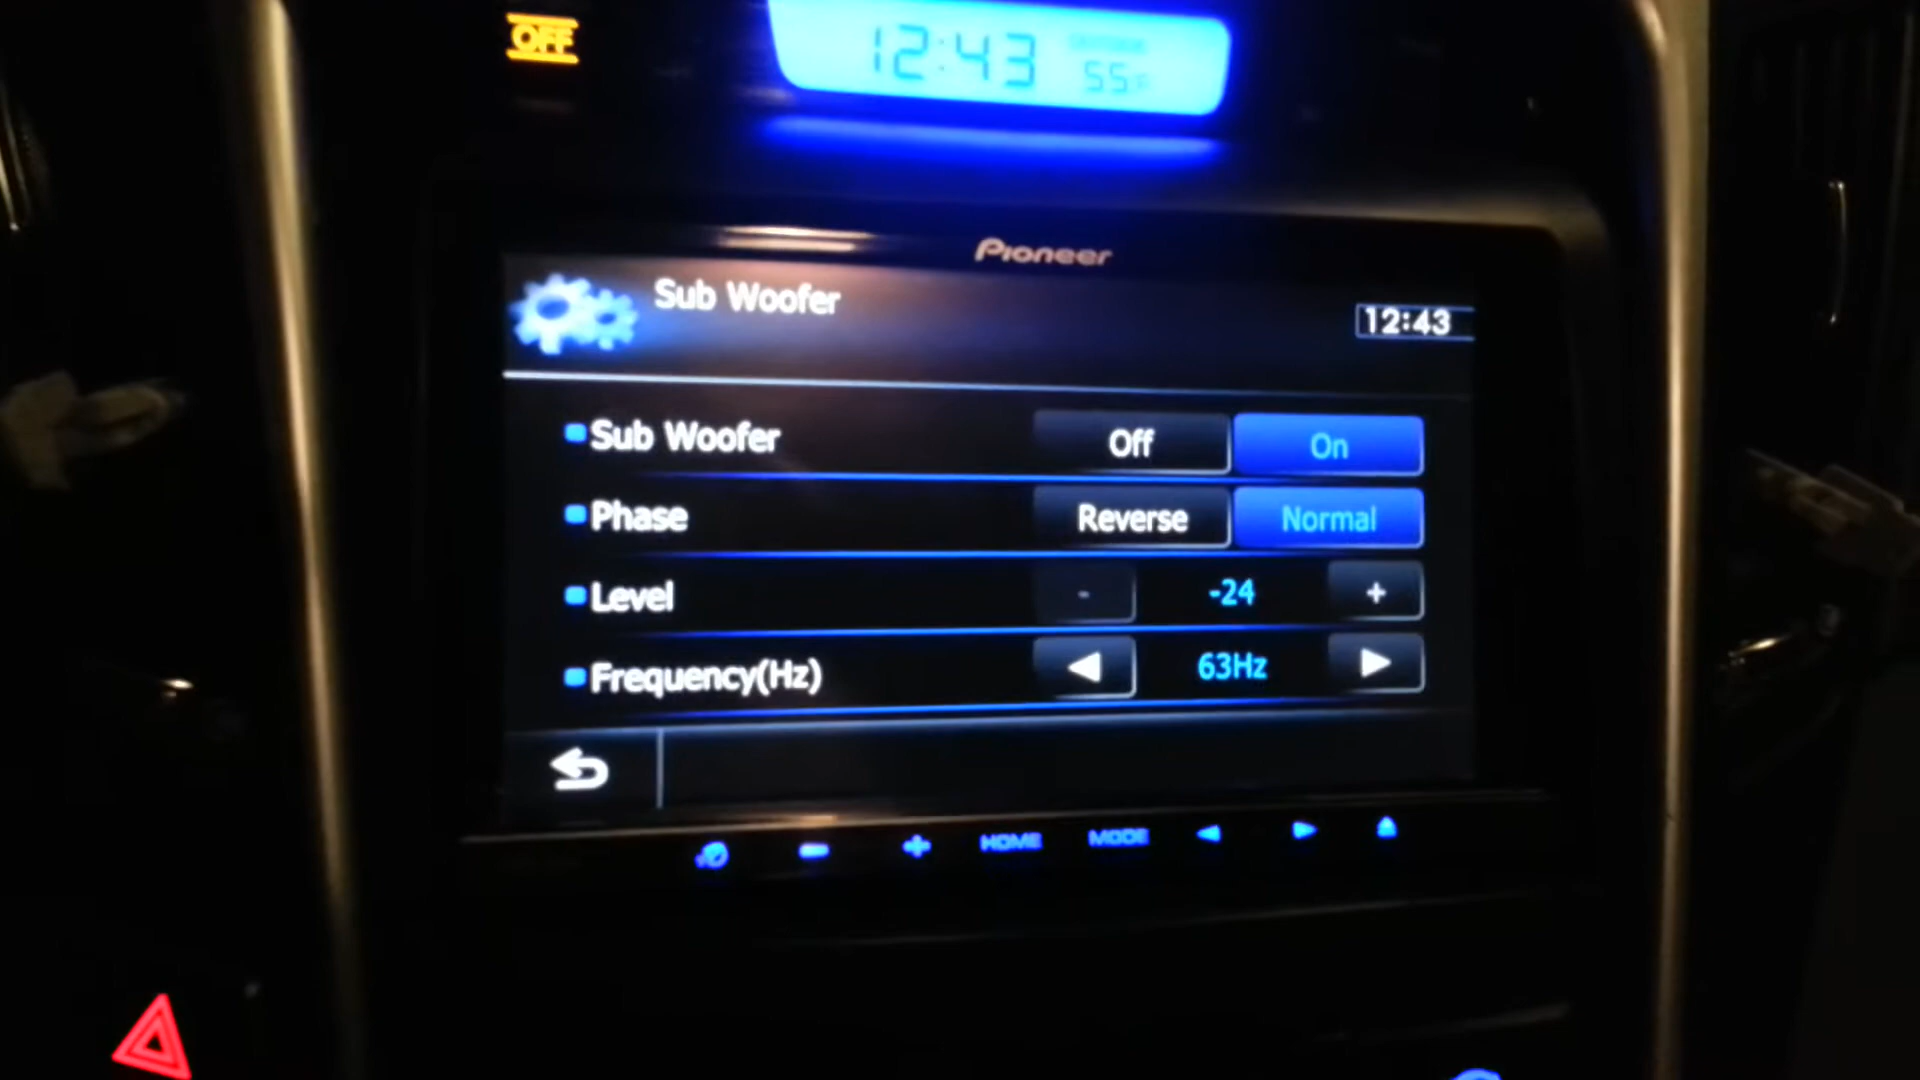 OFF
12:43
55°F
Pioneer
Sub Woofer
12:43
Sub Woofer Off On
Phase Reverse Normal
Level - -24 +
Frequency(Hz) 63Hz
HOME MODE